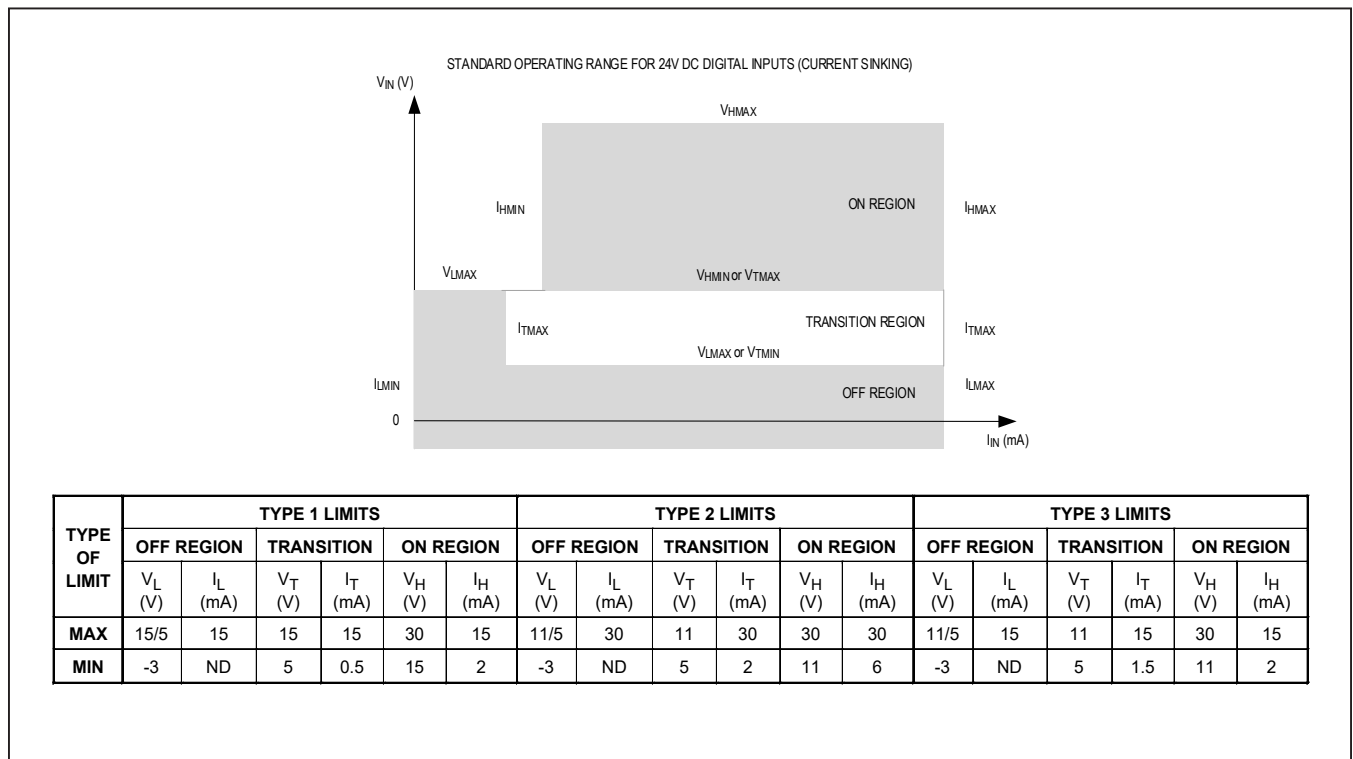 STANDARD OPERATING RANGE FOR 24V DC DIGITAL INPUTS (CURRENT SINKING)
VIN (V)
VHMAX
IHMIN
ON REGION
IHMAX
VLMAX
VHMIN or VTMAX
ITMAX
TRANSITION REGION
ITMAX
VLMAX or VTMIN
ILMIN
OFF REGION
ILMAX
0
IIN (mA)
TYPE OF LIMIT TYPE 1 LIMITS TYPE 2 LIMITS TYPE 3 LIMITS
OFF REGION TRANSITION ON REGION OFF REGION TRANSITION ON REGION OFF REGION TRANSITION ON REGION
VL (V) IL (mA) VT (V) IT (mA) VH (V) IH (mA) VL (V) IL (mA) VT (V) IT (mA) VH (V) IH (mA) VL (V) IL (mA) VT (V) IT (mA) VH (V) IH (mA)
MAX 15/5 15 15 15 30 15 11/5 30 11 30 30 30 11/5 15 11 15 30 15
MIN -3 ND 5 0.5 15 2 -3 ND 5 2 11 6 -3 ND 5 1.5 11 2